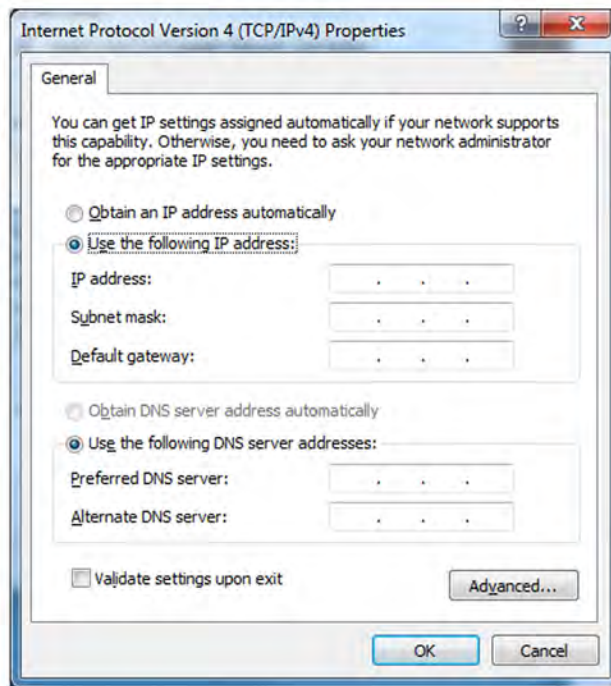 Internet Protocol Version 4 (TCP/IPv4) Properties
?
General
You can get IP settings assigned automatically if your network supports
this capability. Otherwise, you need to ask your network administrator
for the appropriate IP settings.
Obtain an IP address automatically
Use the following IP address:
IP address:
Subnet mask:
Default gateway:
Obtain DNS server address automatically
Use the following DNS server addresses:
Preferred DNS server:
Alternate DNS server:
Validate settings upon exit
Advanced...
OK
Cancel